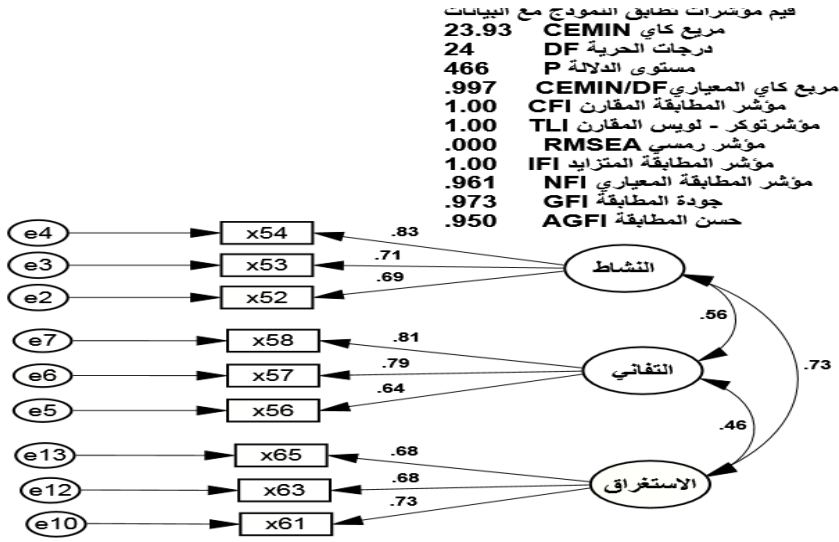 قيم مؤشرات تطابق النموذج مع البيانات
مربع كاي CEMIN 23.93
درجات الحرية DF 24
مستوى الدلالة P 466
مربع كاي المعياري CEMIN/DF .997
مؤشر المطابقة المقارن CFI 1.00
مؤشرتوكر - لويس المقارن TLI 1.00
مؤشر رمسي RMSEA .000
مؤشر المطابقة المتزايد IFI 1.00
مؤشر المطابقة المعياري NFI .961
جودة المطابقة GFI .973
حسن المطابقة AGFI .950
e4 x54 .83
e3 x53 .71 النشاط
e2 x52 .69
.56
e7 x58 .81
e6 x57 .79 التفاني .73
e5 x56 .64
.46
e13 x65 .68
e12 x63 .68 الاستغراق
e10 x61 .73